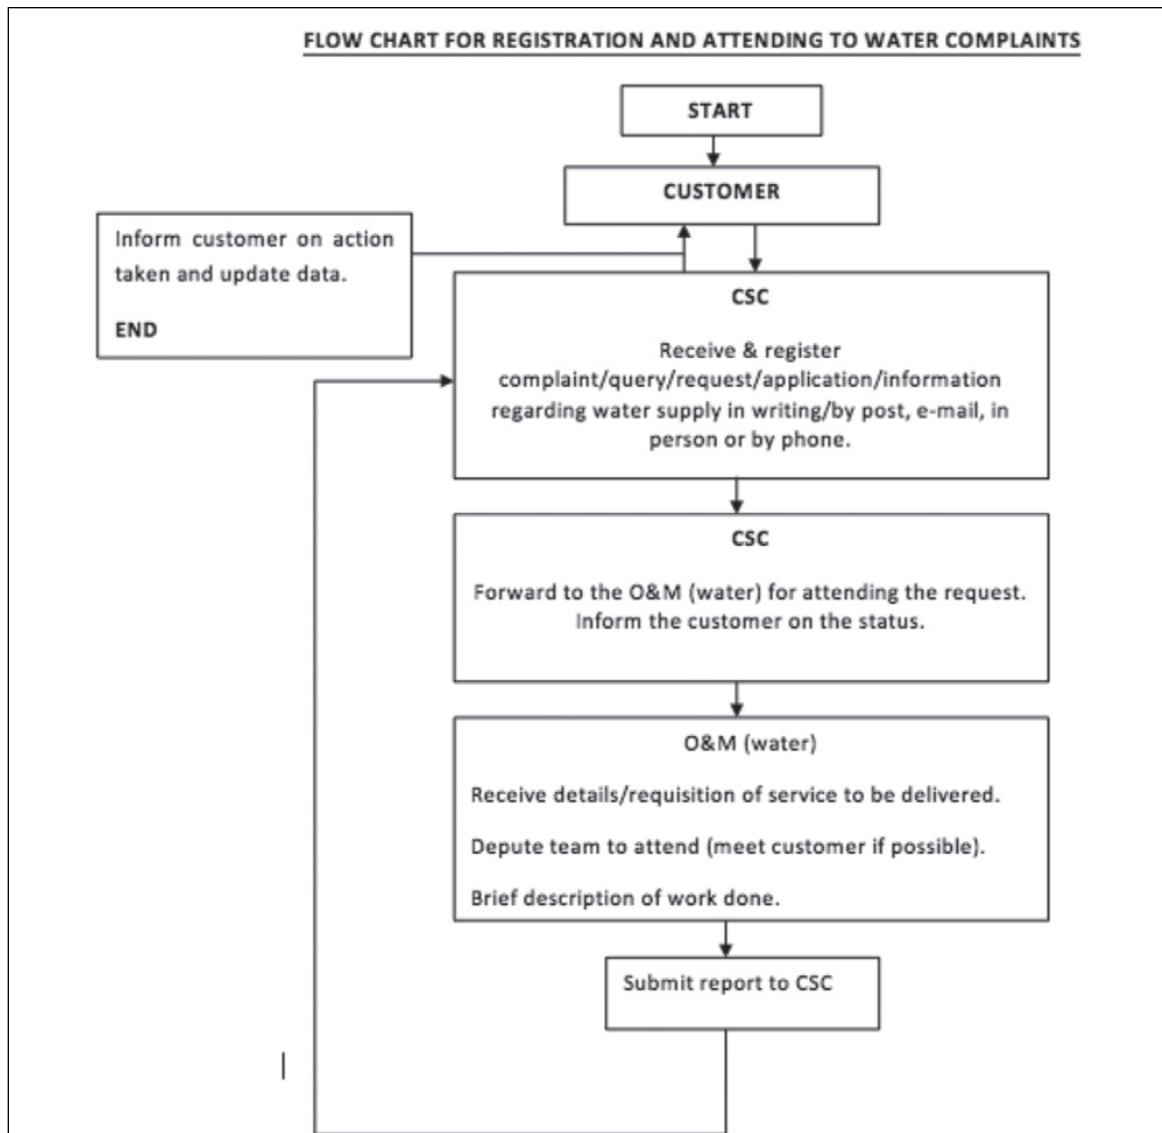 FLOW CHART FOR REGISTRATION AND ATTENDING TO WATER COMPLAINTS
START
CUSTOMER
Inform customer on action
taken and update data.
END
CSC
Receive & register
complaint/query/request/application/information
regarding water supply in writing/by post, e-mail, in
person or by phone.
CSC
Forward to the O&M (water) for attending the request.
Inform the customer on the status.
O&M (water)
Receive details/requisition of service to be delivered.
Depute team to attend (meet customer if possible).
Brief description of work done.
Submit report to CSC